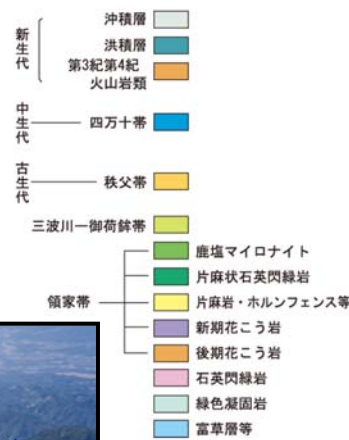 新生代
沖積層
洪積層
第3紀第4紀
火山岩類
中生代
四万十帯
古生代
秩父帯
三波川ー御荷鉾帯
領家帯
鹿塩マイロナイト
片麻状石英閃緑岩
片麻岩・ホルンフェンス等
新期花こう岩
後期花こう岩
石英閃緑岩
緑色凝固岩
富草層等